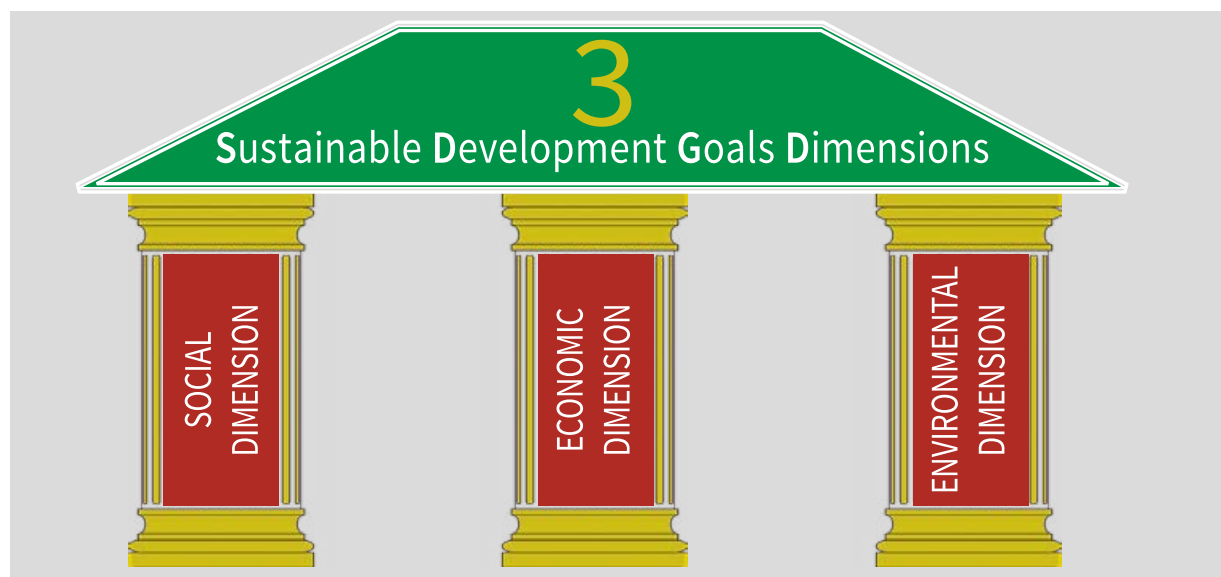 3
Sustainable Development Goals Dimensions
SOCIAL
DIMENSION
ECONOMIC
DIMENSION
ENVIRONMENTAL
DIMENSION